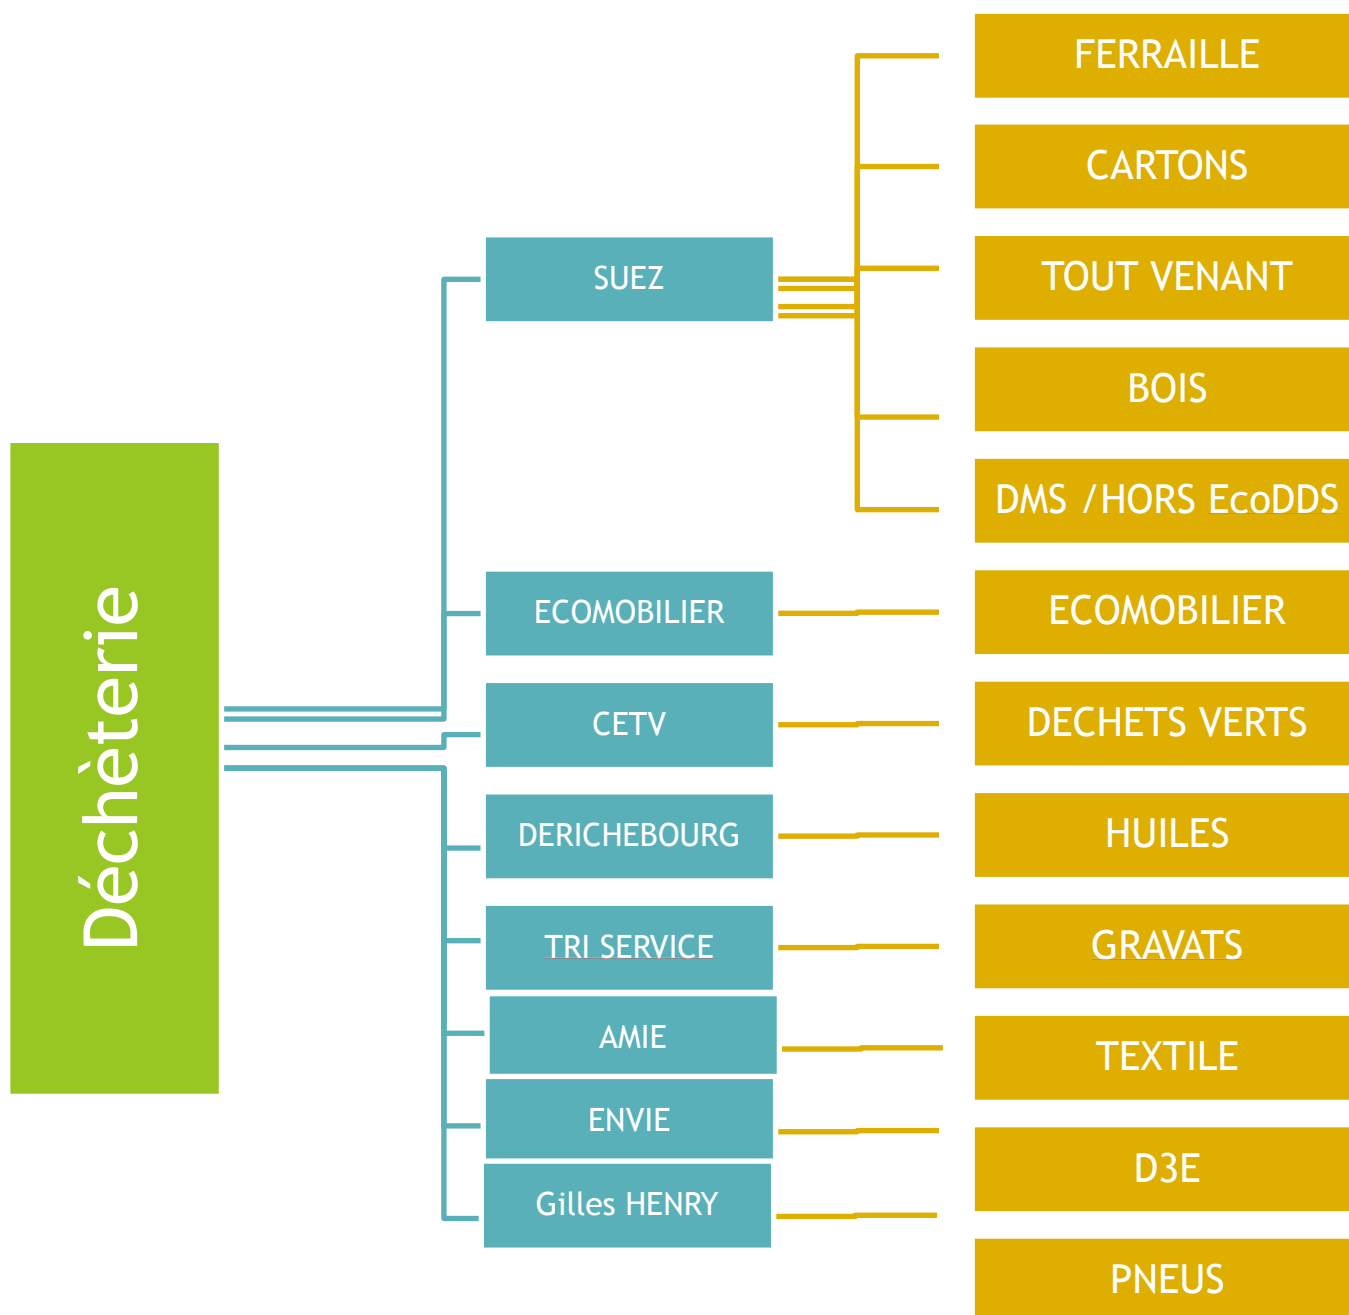 Déchèterie
SUEZ
ECOMOBILIER
CETV
DERICHEBOURG
TRI SERVICE
AMIE
ENVIE
Gilles HENRY
FERRAILLE
CARTONS
TOUT VENANT
BOIS
DMS /HORS EcoDDS
ECOMOBILIER
DECHETS VERTS
HUILES
GRAVATS
TEXTILE
D3E
PNEUS